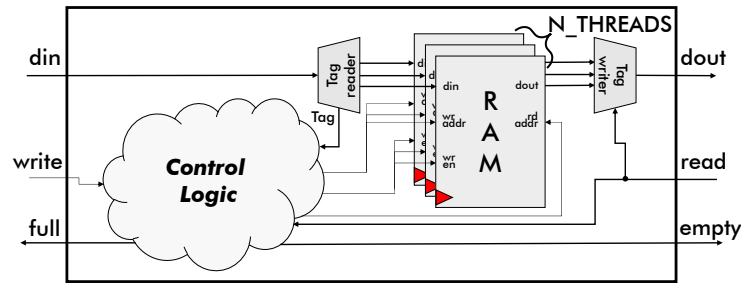 N_THREADS
din
dout
Tag
reader
Tag
writer
d
d
din
dout
R
A
M
Tag
wr
addr
rd
addr
wr
en
Control
Logic
write
read
full
empty